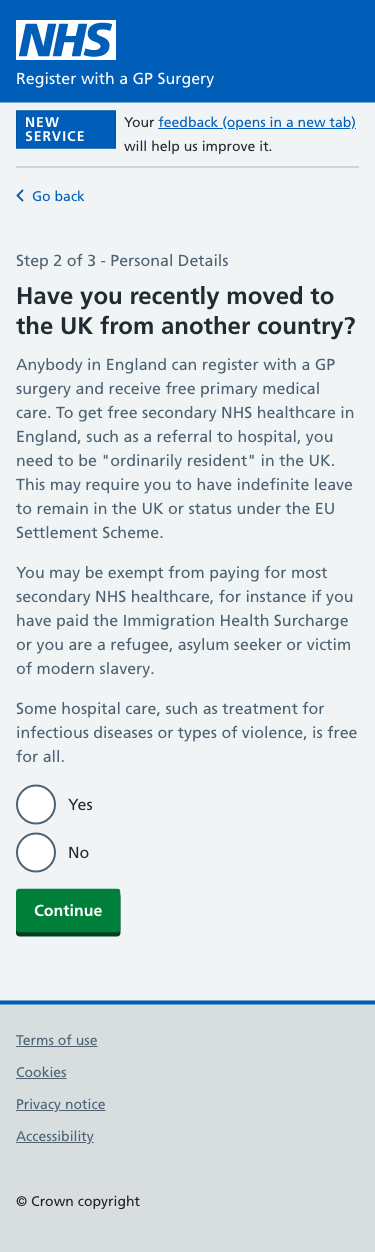 NHS
Register with a GP Surgery
NEW
SERVICE
Your feedback (opens in a new tab)
will help us improve it.
Go back
Step 2 of 3 - Personal Details
Have you recently moved to
the UK from another country?
Anybody in England can register with a GP
surgery and receive free primary medical
care. To get free secondary NHS healthcare in
England, such as a referral to hospital, you
need to be "ordinarily resident" in the UK.
This may require you to have indefinite leave
to remain in the UK or status under the EU
Settlement Scheme.
You may be exempt from paying for most
secondary NHS healthcare, for instance if you
have paid the Immigration Health Surcharge
or you are a refugee, asylum seeker or victim
of modern slavery.
Some hospital care, such as treatment for
infectious diseases or types of violence, is free
for all.
Yes
No
Continue
Terms of use
Cookies
Privacy notice
Accessibility
© Crown copyright